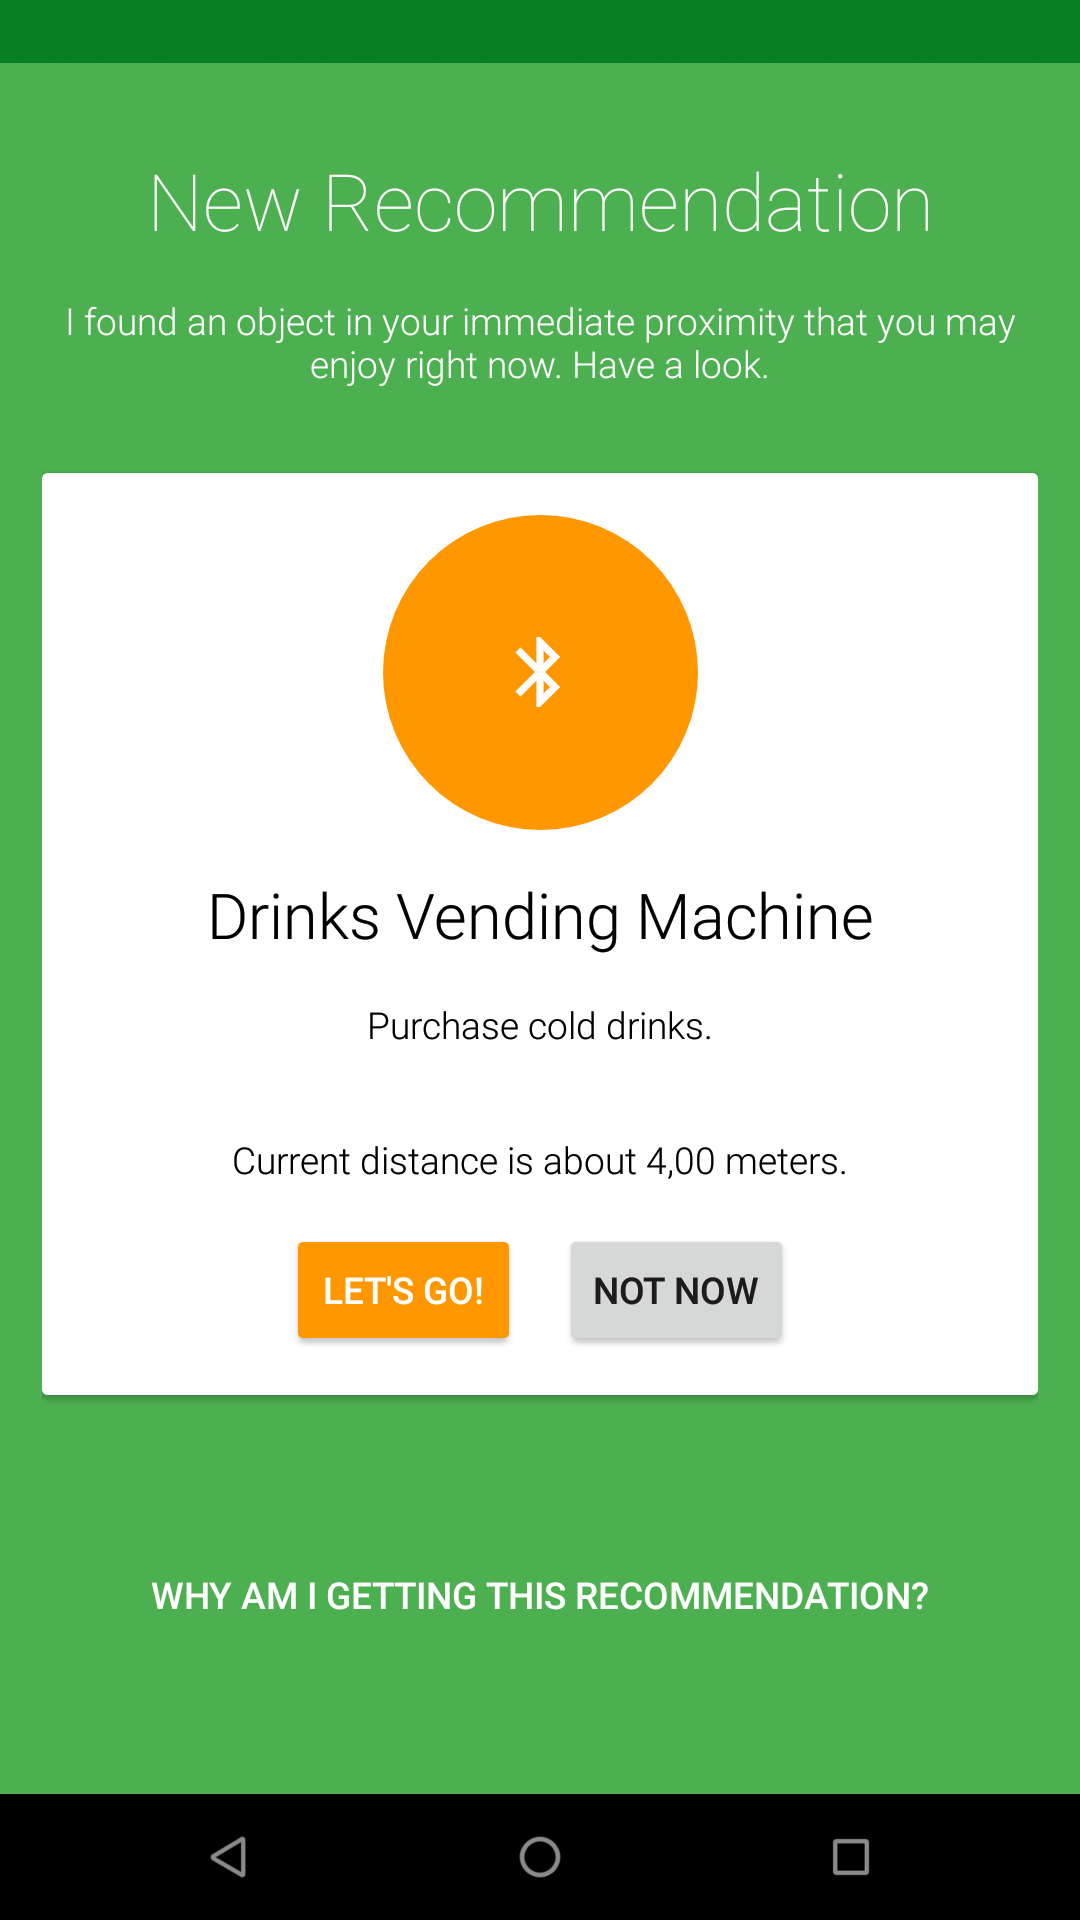 New Recommendation
I found an object in your immediate proximity that you may
enjoy right now. Have a look.
Drinks Vending Machine
Purchase cold drinks.
Current distance is about 4,00 meters.
LET'S GO!
NOT NOW
WHY AM I GETTING THIS RECOMMENDATION?